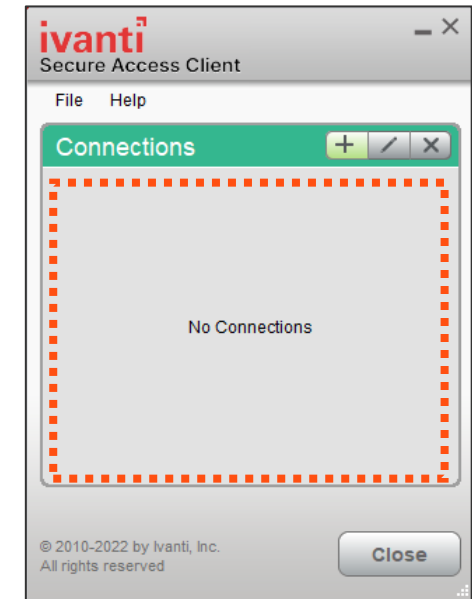 ivanti
Secure Access Client
File Help
Connections
No Connections
© 2010-2022 by Ivanti, Inc.
All rights reserved
Close